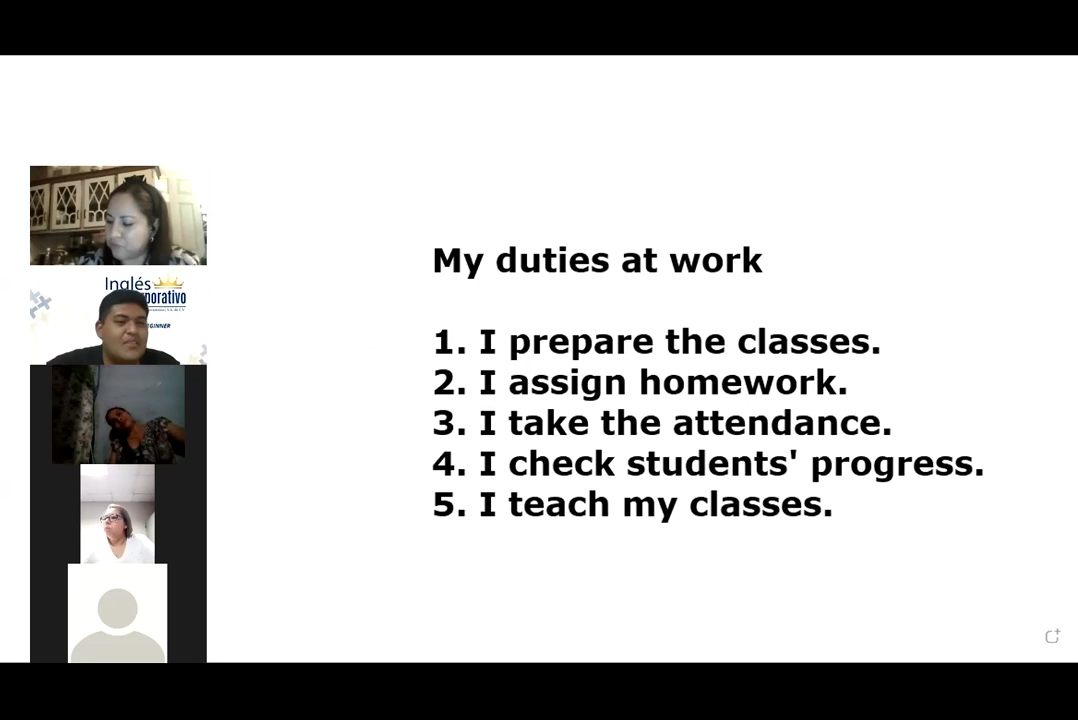 Inglés
porativo
GINNER
My duties at work
1. I prepare the classes.
2. I assign homework.
3. I take the attendance.
4. I check students' progress.
5. I teach my classes.